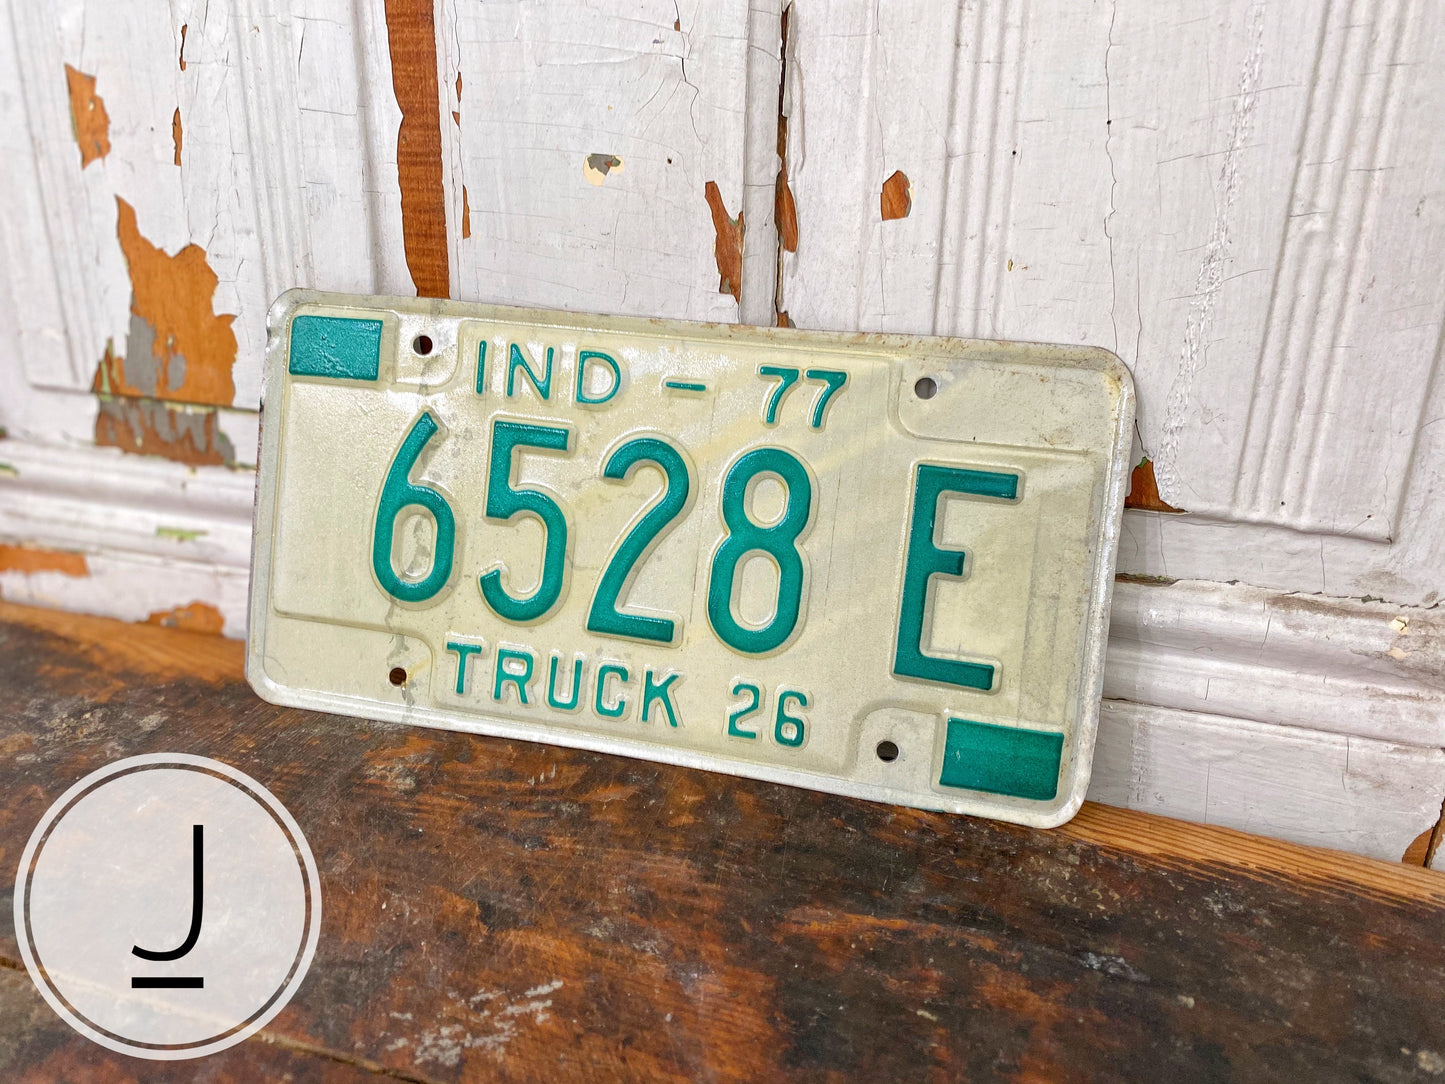 IND - 77
6528 E
TRUCK 26
J